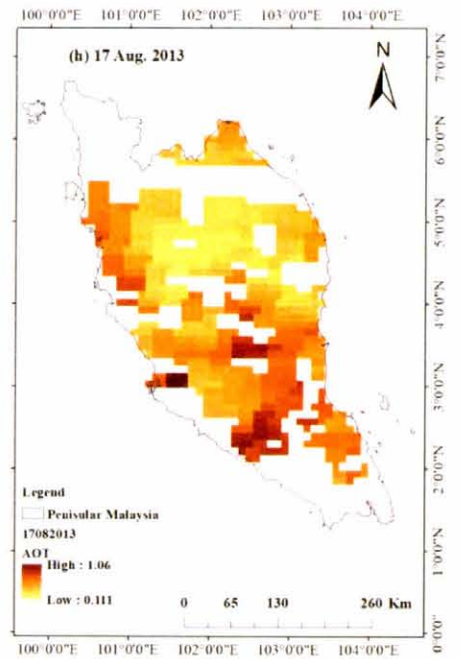 100°0'0"E 101°0'0"E 102°0'0"E 103°0'0"E 104°0'0"E
(h) 17 Aug. 2013
N
7°0'0"N
6°0'0"N
5°0'0"N
4°0'0"N
3°0'0"N
2°0'0"N
1°0'0"N
0°0'0"
Legend
Penisular Malaysia
17082013
AOT
High : 1.06
Low : 0.111
0 65 130 260 Km
100°0'0"E 101°0'0"E 102°0'0"E 103°0'0"E 104°0'0"E